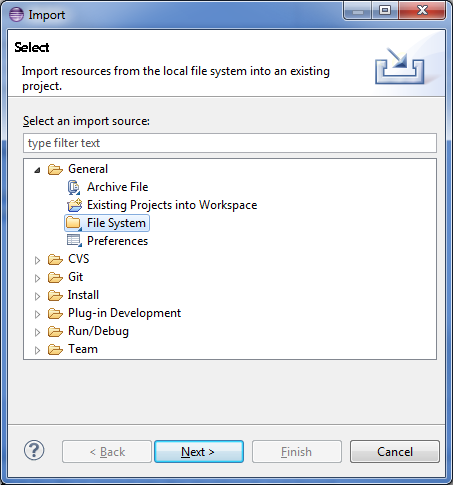 Import
Select
Import resources from the local file system into an existing
project.
Select an import source:
type filter text
General
Archive File
Existing Projects into Workspace
File System
Preferences
CVS
Git
Install
Plug-in Development
Run/Debug
Team
?
< Back
Next >
Finish
Cancel